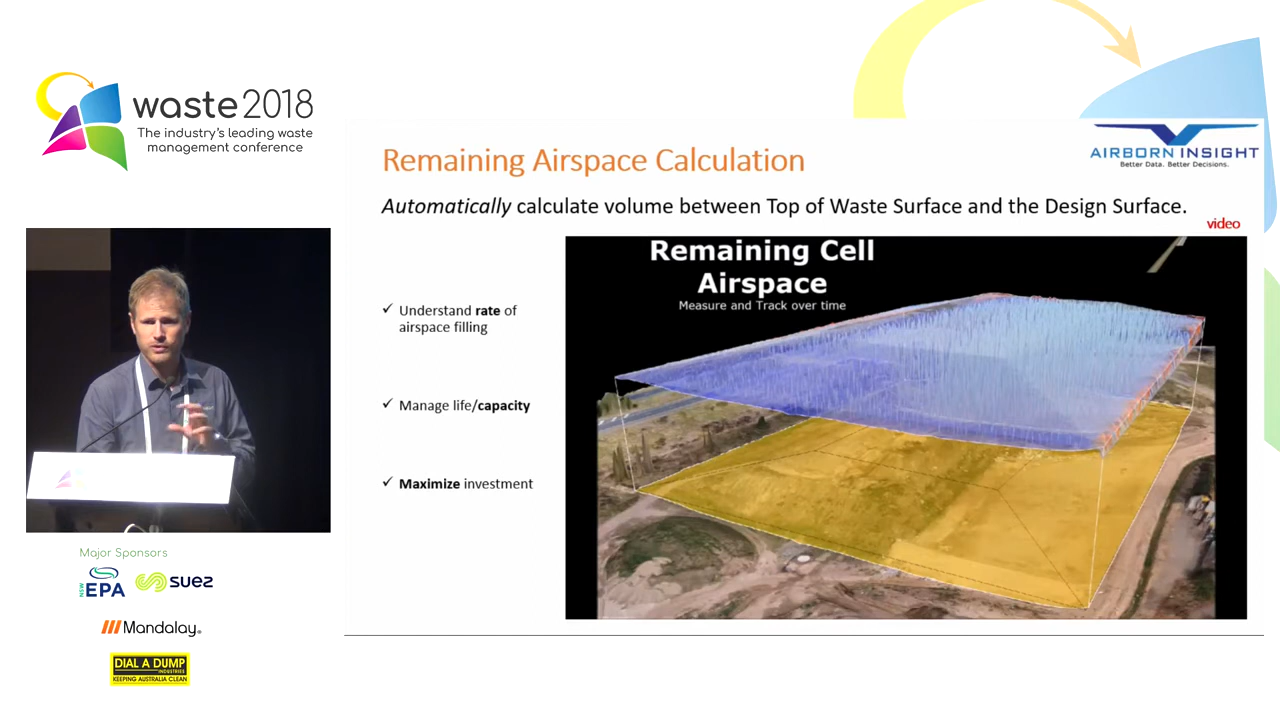 waste 2018
The industry's leading waste
management conference
AIRBORN INSIGHT
Better Data. Better Decisions.
Remaining Airspace Calculation
Automatically calculate volume between Top of Waste Surface and the Design Surface.
video
✓ Understand rate of
airspace filling
✓ Manage life/capacity
✓ Maximize investment
Remaining Cell
Airspace
Measure and Track over time
Major Sponsors
NSW
EPA
suez
Mandalay
DIAL A DUMP
INDUSTRIES
KEEPING AUSTRALIA CLEAN